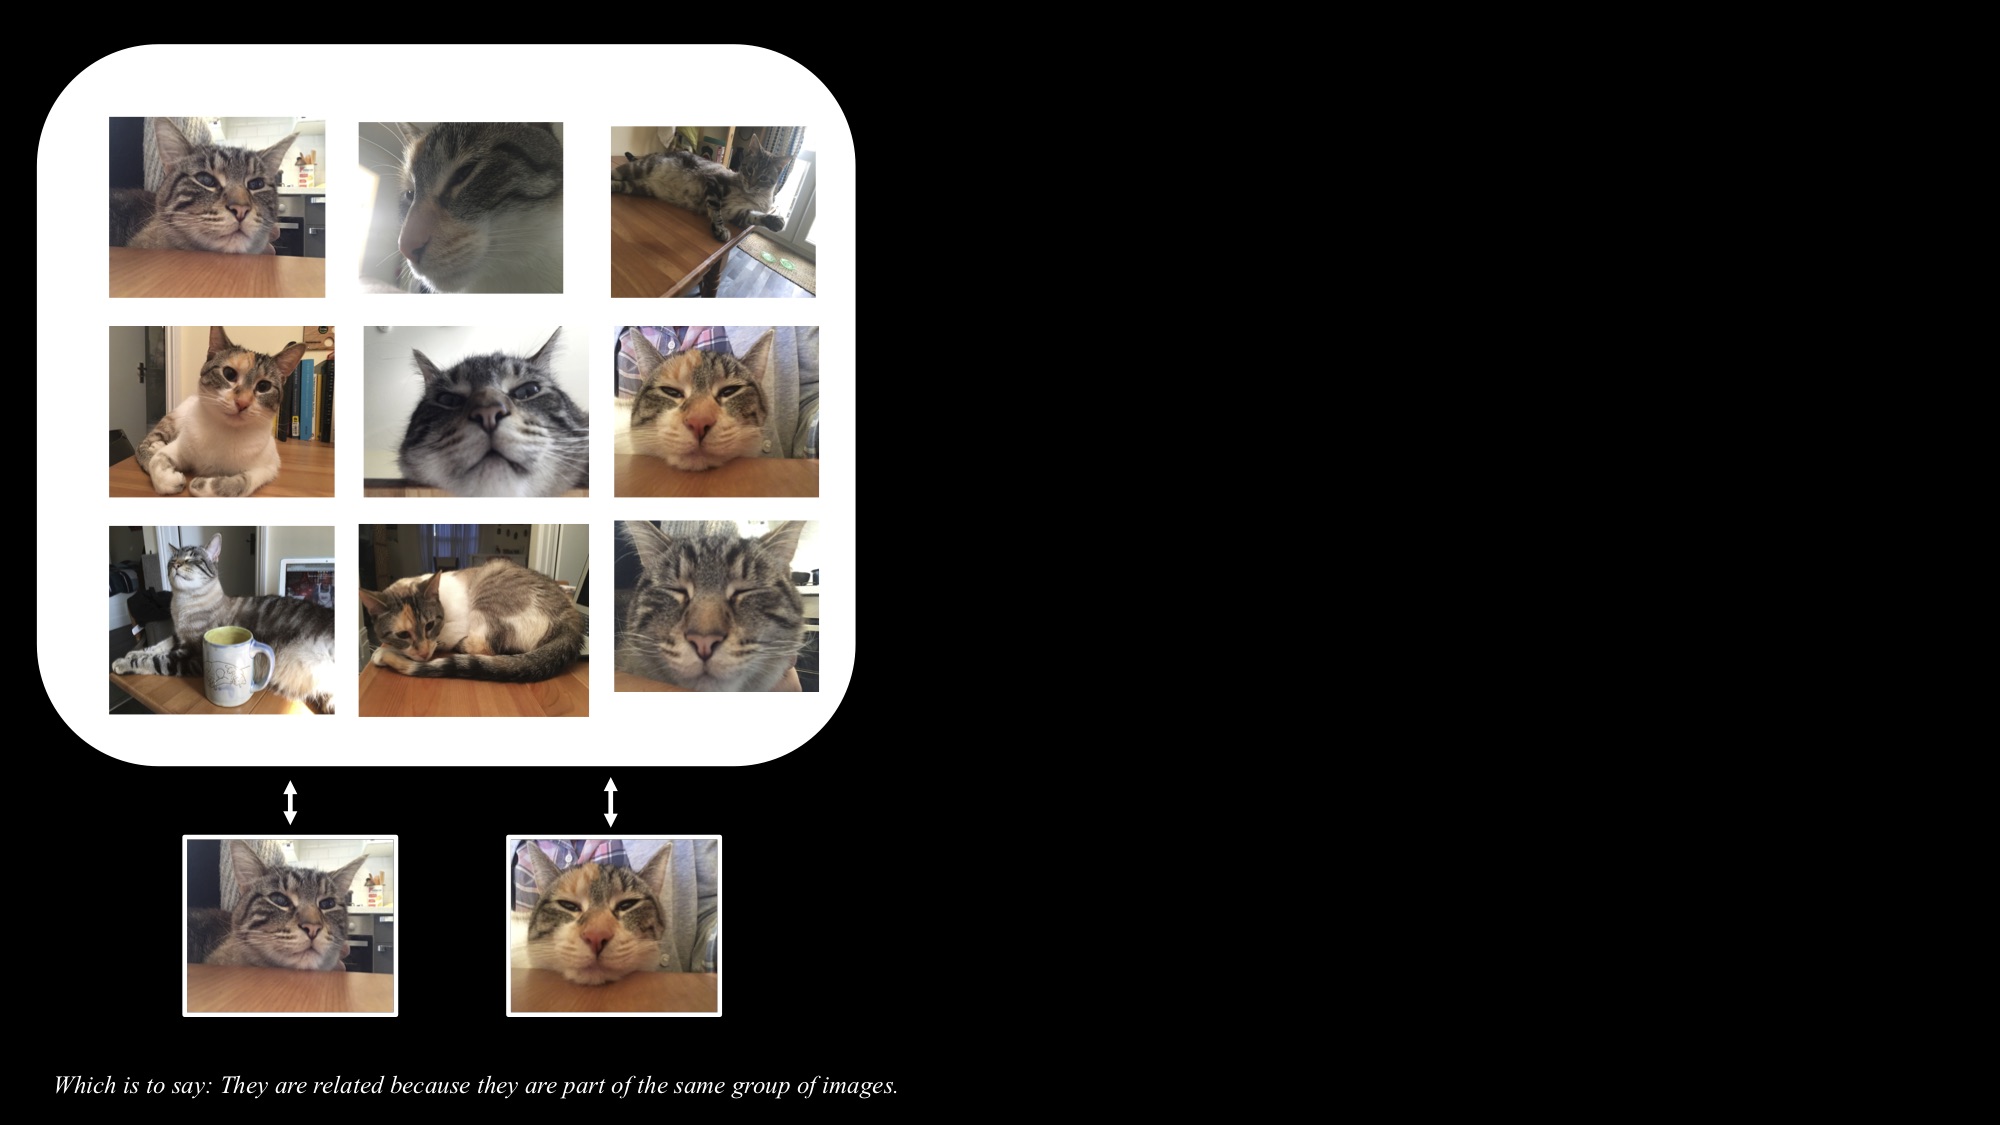 Which is to say: They are related because they are part of the same group of images.